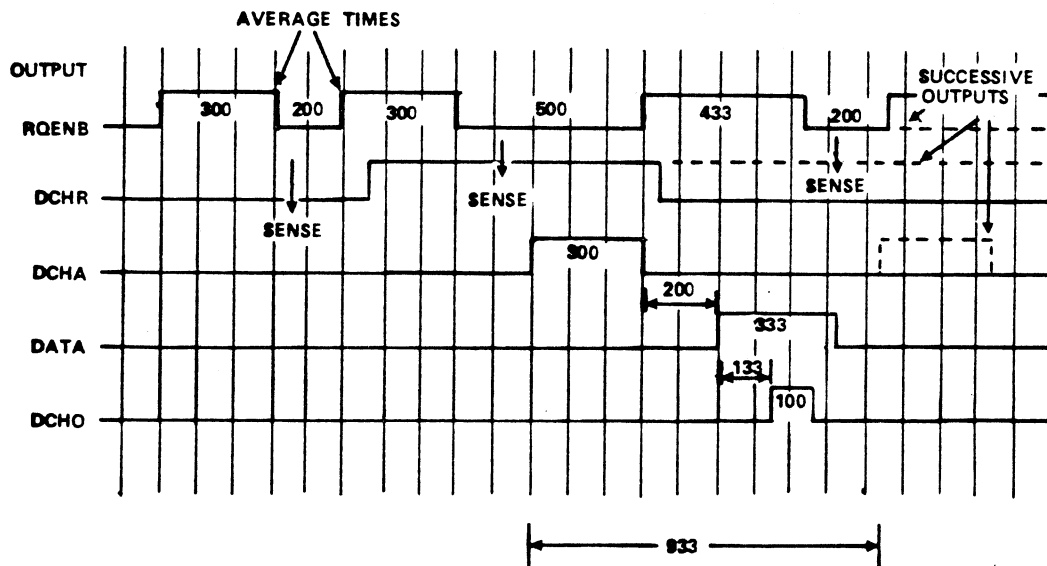 AVERAGE TIMES
OUTPUT
SUCCESSIVE
OUTPUTS
RQENB
300
200
300
500
433
200
DCHR
SENSE
SENSE
SENSE
DCHA
300
200
DATA
333
133
DCHO
100
933